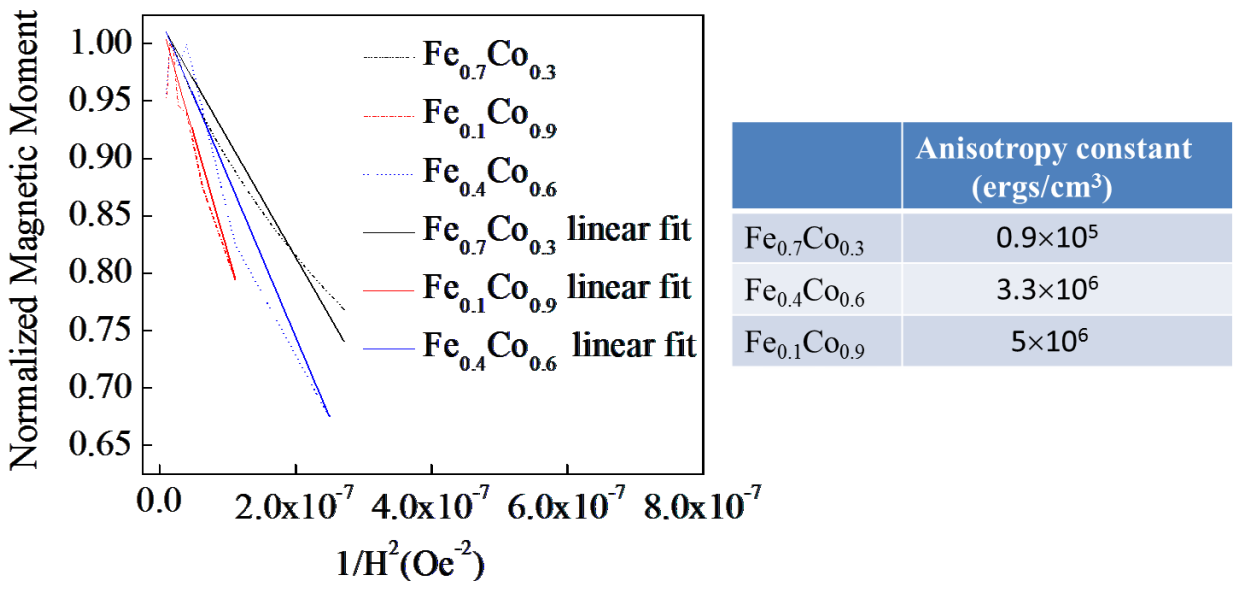 Normalized Magnetic Moment
1.00
0.95
0.90
0.85
0.80
0.75
0.70
0.65
Fe0.7Co0.3
Fe0.1Co0.9
Fe0.4Co0.6
Fe0.7Co0.3 linear fit
Fe0.1Co0.9 linear fit
Fe0.4Co0.6 linear fit
0.0 2.0x10⁻⁷ 4.0x10⁻⁷ 6.0x10⁻⁷ 8.0x10⁻⁷
1/H²(Oe⁻²)
Anisotropy constant
(ergs/cm³)
Fe0.7Co0.3 0.9×10⁵
Fe0.4Co0.6 3.3×10⁶
Fe0.1Co0.9 5×10⁶